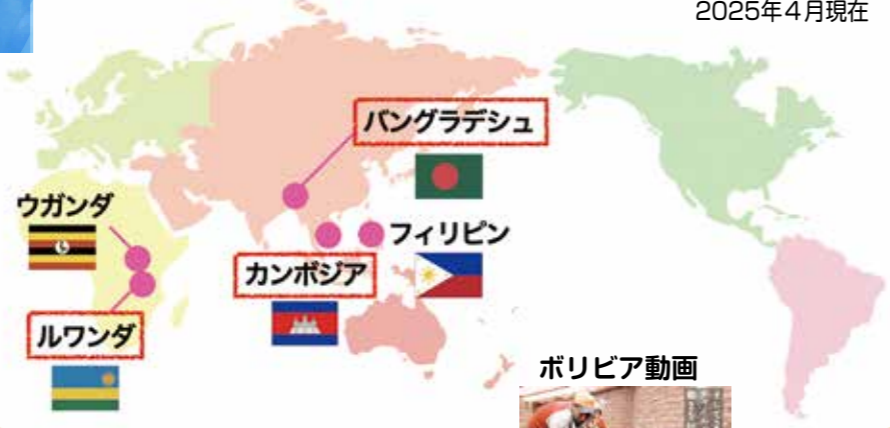 2025年4月現在
バングラデシュ
ウガンダ
フィリピン
カンボジア
ルワンダ
ボリビア動画